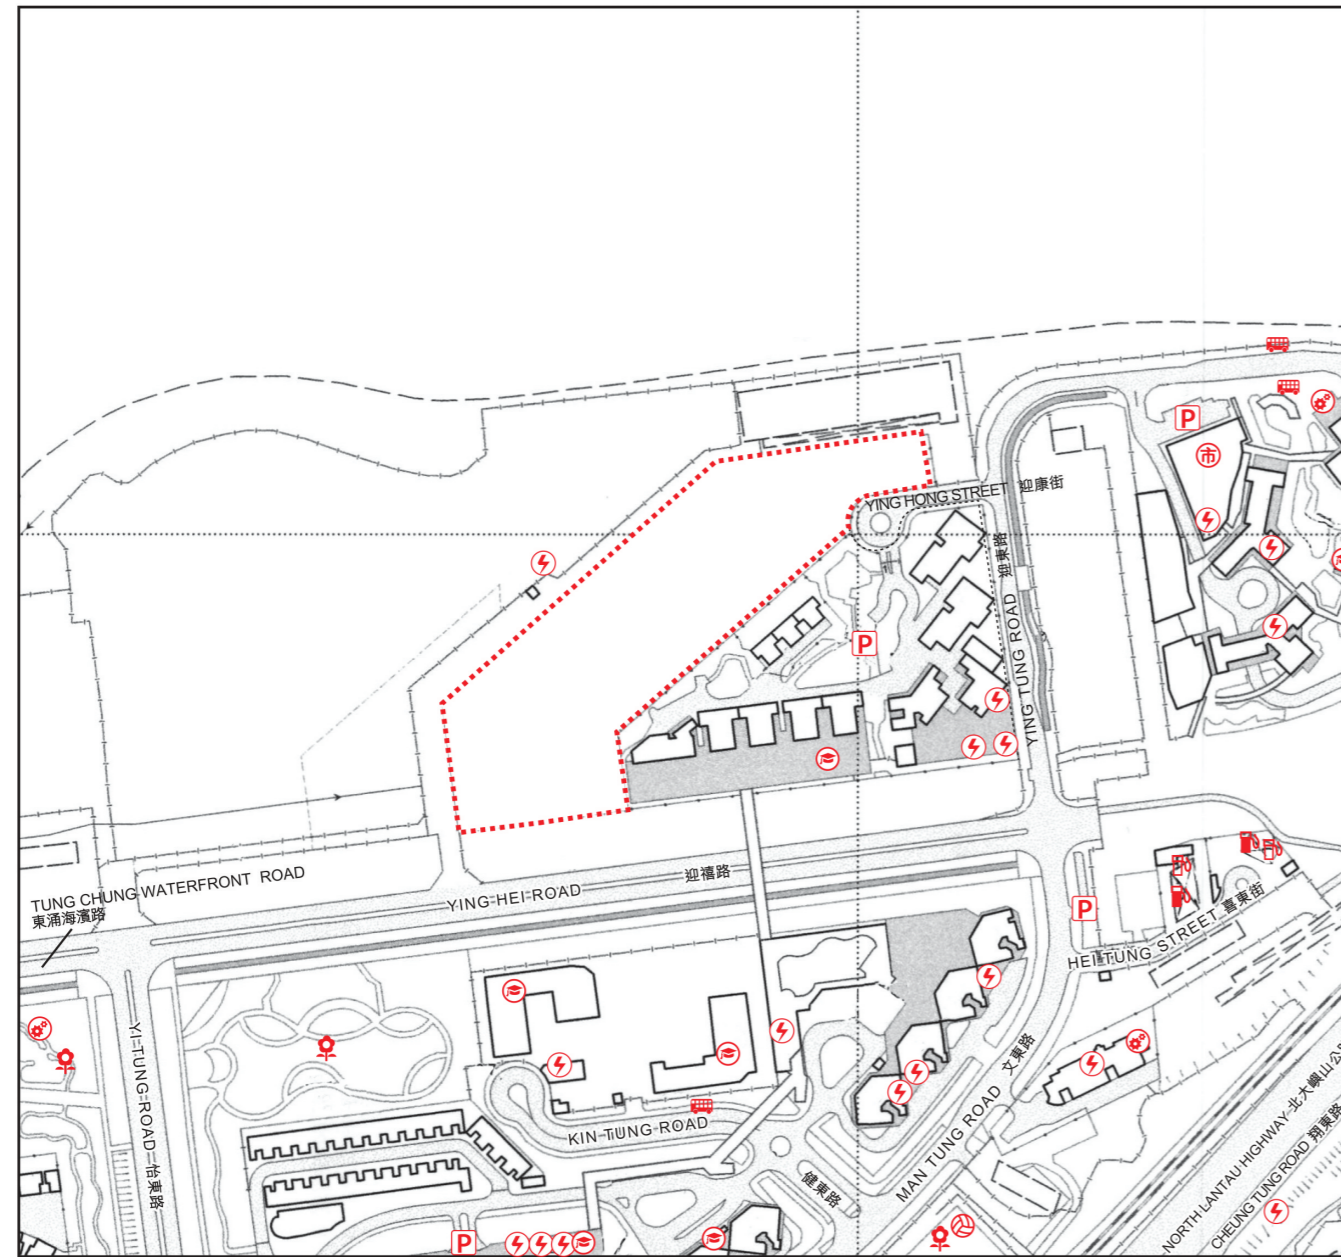 P
市
YING HONG STREET 迎康街
P
YING TUNG ROAD 迎東路
TUNG CHUNG WATERFRONT ROAD
東涌海濱路
YING HEI ROAD
迎禧路
P
HEI TUNG STREET 喜東街
YI TUNG ROAD 怡東路
KIN TUNG ROAD
健東路
MAN TUNG ROAD 文東路
NORTH LANTAU HIGHWAY 北大嶼山公路
CHEUNG TUNG ROAD 翔東路
P